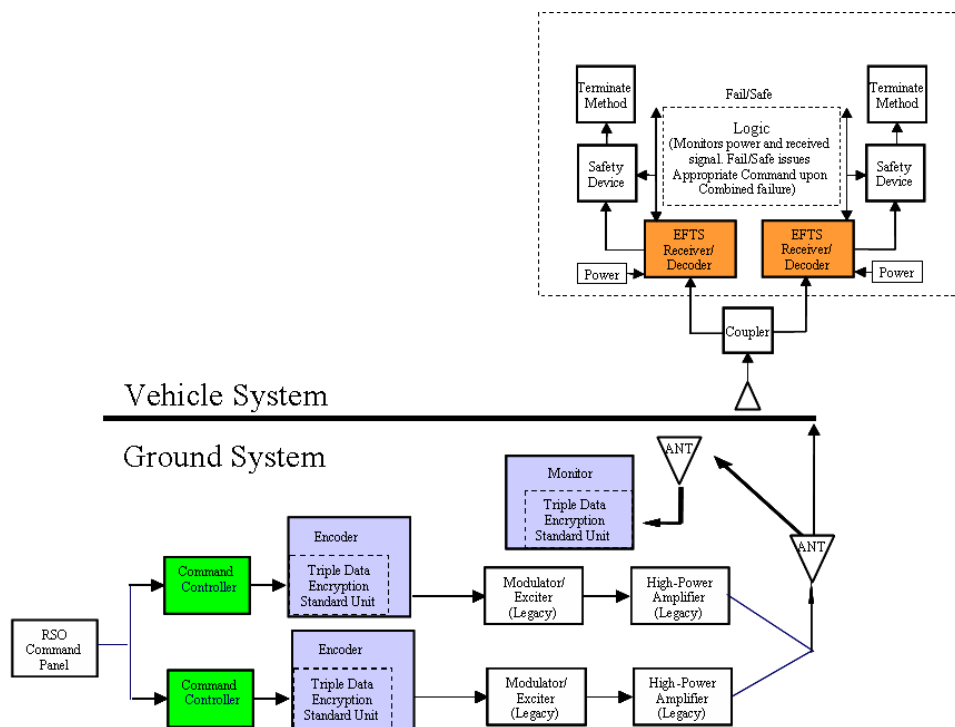 Fail/Safe
Terminate
Method
Terminate
Method
Logic
(Monitors power and received
signal. Fail/Safe issues
Appropriate Command upon
Combined failure)
Safety
Device
Safety
Device
EFTS
Receiver/
Decoder
EFTS
Receiver/
Decoder
Power
Power
Coupler
Vehicle System
Ground System
ANT
Monitor
Triple Data
Encryption
Standard Unit
ANT
Encoder
Triple Data
Encryption
Standard Unit
Command
Controller
Modulator/
Exciter
(Legacy)
High-Power
Amplifier
(Legacy)
RSO
Command
Panel
Encoder
Triple Data
Encryption
Standard Unit
Command
Controller
Modulator/
Exciter
(Legacy)
High-Power
Amplifier
(Legacy)